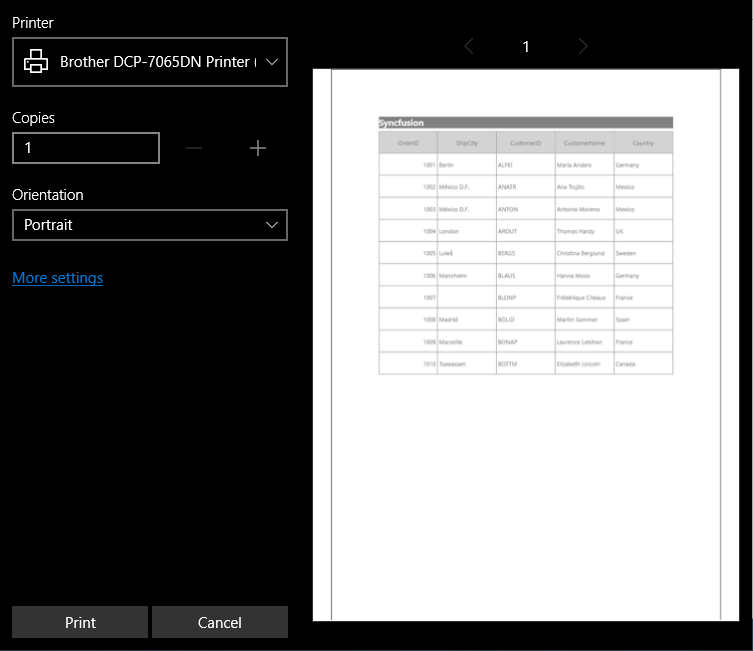 Printer
Brother DCP-7065DN Printer (
Copies
1
Orientation
Portrait
More settings
Print
Cancel
1
Syncfusion
OrderID ShipCity CustomerID CustomerName Country
1001 Berlin ALFKI Maria Anders Germany
1002 México D.F. ANATR Ana Trujilo Mexico
1003 México D.F. ANTON Antonio Moreno Mexico
1004 London AROUT Thomas Hardy UK
1005 Luleå BERGS Christina Berglund Sweden
1006 Mannheim BLAUS Hanna Moos Germany
1007 BLONP Frédérique Citeaux France
1008 Madrid BOLID Martin Sommer Spain
1009 Marseille BONAP Laurence Lebihan France
1010 Tsawassen BOTTM Elizabeth Lincoln Canada